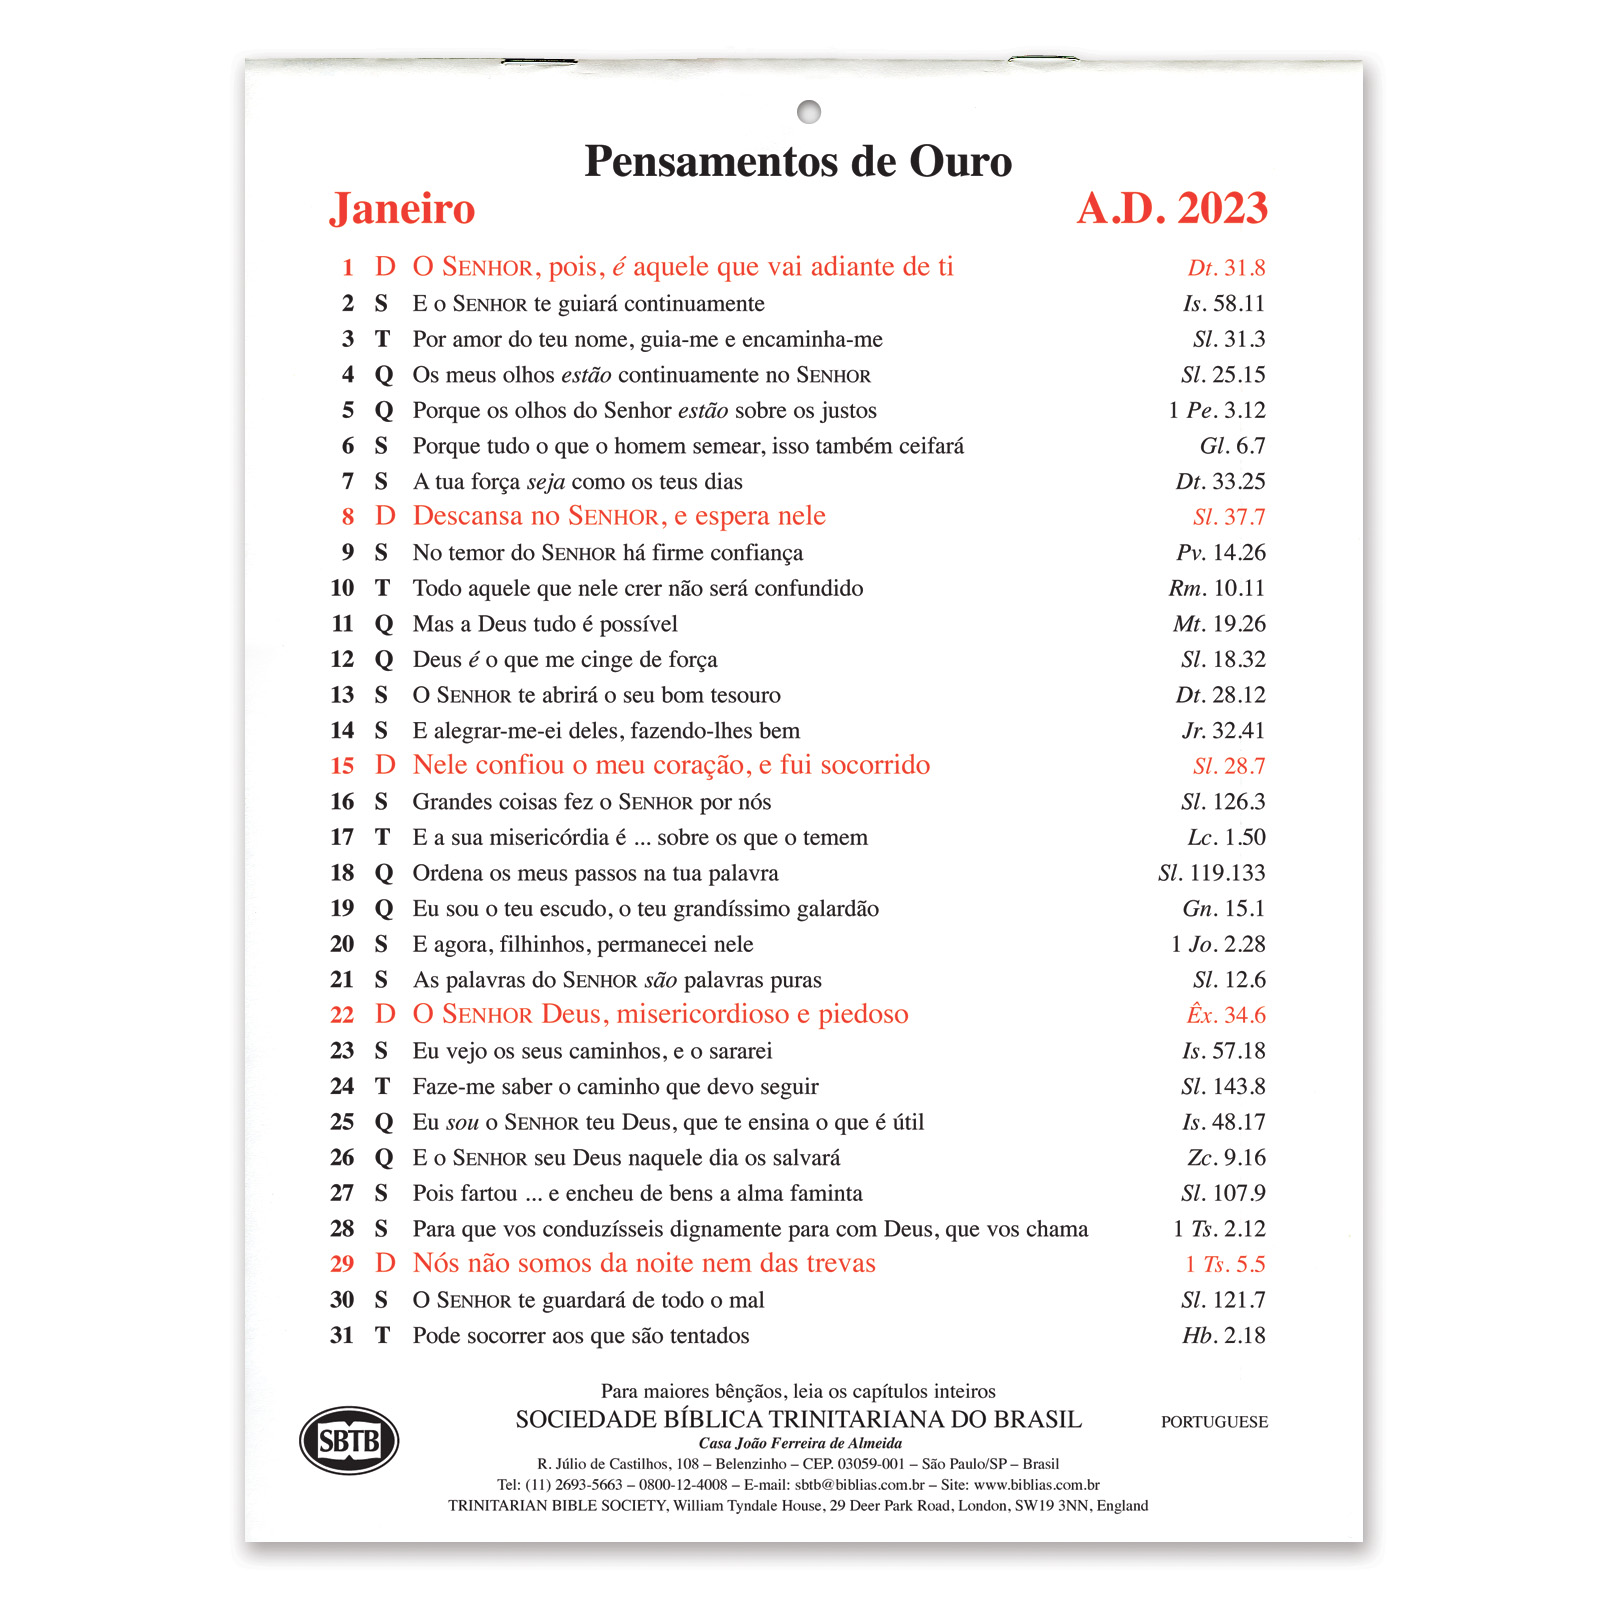 Pensamentos de Ouro
Janeiro A.D. 2023
1 D O SENHOR, pois, é aquele que vai adiante de ti Dt. 31.8
2 S E o SENHOR te guiará continuamente Is. 58.11
3 T Por amor do teu nome, guia-me e encaminha-me Sl. 31.3
4 Q Os meus olhos estão continuamente no SENHOR Sl. 25.15
5 Q Porque os olhos do Senhor estão sobre os justos 1 Pe. 3.12
6 S Porque tudo o que o homem semear, isso também ceifará Gl. 6.7
7 S A tua força seja como os teus dias Dt. 33.25
8 D Descansa no SENHOR, e espera nele Sl. 37.7
9 S No temor do SENHOR há firme confiança Pv. 14.26
10 T Todo aquele que nele crer não será confundido Rm. 10.11
11 Q Mas a Deus tudo é possível Mt. 19.26
12 Q Deus é o que me cinge de força Sl. 18.32
13 S O SENHOR te abrirá o seu bom tesouro Dt. 28.12
14 S E alegrar-me-ei deles, fazendo-lhes bem Jr. 32.41
15 D Nele confiou o meu coração, e fui socorrido Sl. 28.7
16 S Grandes coisas fez o SENHOR por nós Sl. 126.3
17 T E a sua misericórdia é ... sobre os que o temem Lc. 1.50
18 Q Ordena os meus passos na tua palavra Sl. 119.133
19 Q Eu sou o teu escudo, o teu grandíssimo galardão Gn. 15.1
20 S E agora, filhinhos, permanecei nele 1 Jo. 2.28
21 S As palavras do SENHOR são palavras puras Sl. 12.6
22 D O SENHOR Deus, misericordioso e piedoso Êx. 34.6
23 S Eu vejo os seus caminhos, e o sararei Is. 57.18
24 T Faze-me saber o caminho que devo seguir Sl. 143.8
25 Q Eu sou o SENHOR teu Deus, que te ensina o que é útil Is. 48.17
26 Q E o SENHOR seu Deus naquele dia os salvará Zc. 9.16
27 S Pois fartou ... e encheu de bens a alma faminta Sl. 107.9
28 S Para que vos conduzísseis dignamente para com Deus, que vos chama 1 Ts. 2.12
29 D Nós não somos da noite nem das trevas 1 Ts. 5.5
30 S O SENHOR te guardará de todo o mal Sl. 121.7
31 T Pode socorrer aos que são tentados Hb. 2.18
Para maiores bênçãos, leia os capítulos inteiros
SOCIEDADE BÍBLICA TRINITARIANA DO BRASIL PORTUGUESE
SBTB
Casa João Ferreira de Almeida
R. Júlio de Castilhos, 108 – Belenzinho – CEP. 03059-001 – São Paulo/SP – Brasil
Tel: (11) 2693-5663 – 0800-12-4008 – E-mail: sbtb@biblias.com.br – Site: www.biblias.com.br
TRINITARIAN BIBLE SOCIETY, William Tyndale House, 29 Deer Park Road, London, SW19 3NN, England